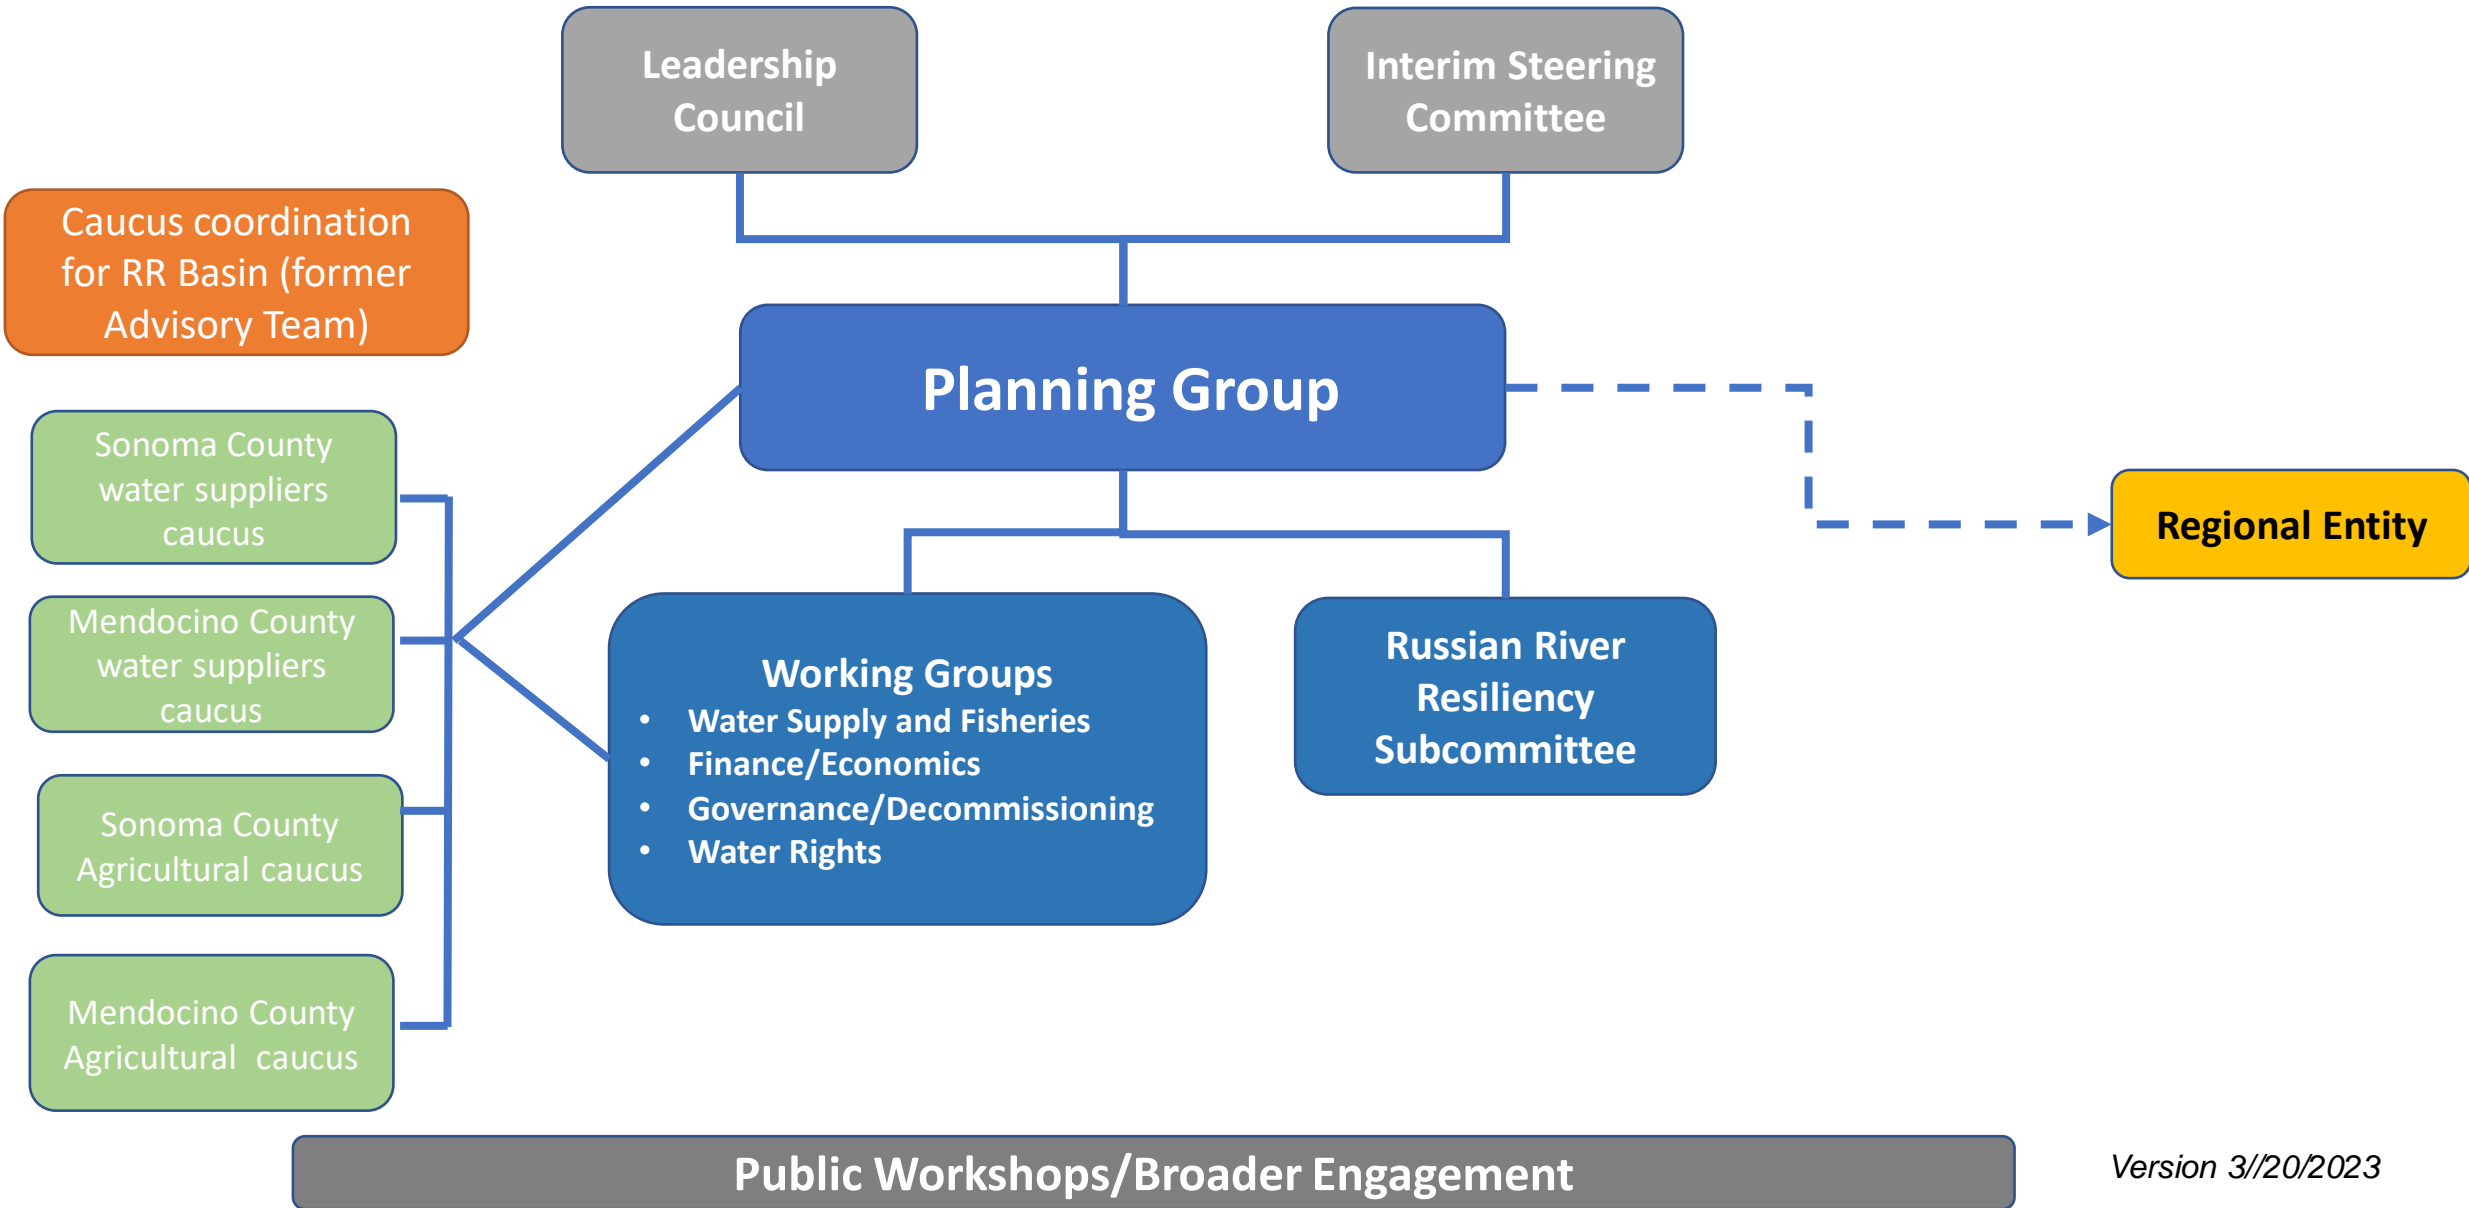 Leadership
Council
Interim Steering
Committee
Caucus coordination
for RR Basin (former
Advisory Team)
Planning Group
Sonoma County
water suppliers
caucus
Regional Entity
Mendocino County
water suppliers
caucus
Working Groups
• Water Supply and Fisheries
• Finance/Economics
• Governance/Decommissioning
• Water Rights
Russian River
Resiliency
Subcommittee
Sonoma County
Agricultural caucus
Mendocino County
Agricultural caucus
Public Workshops/Broader Engagement
Version 3//20/2023